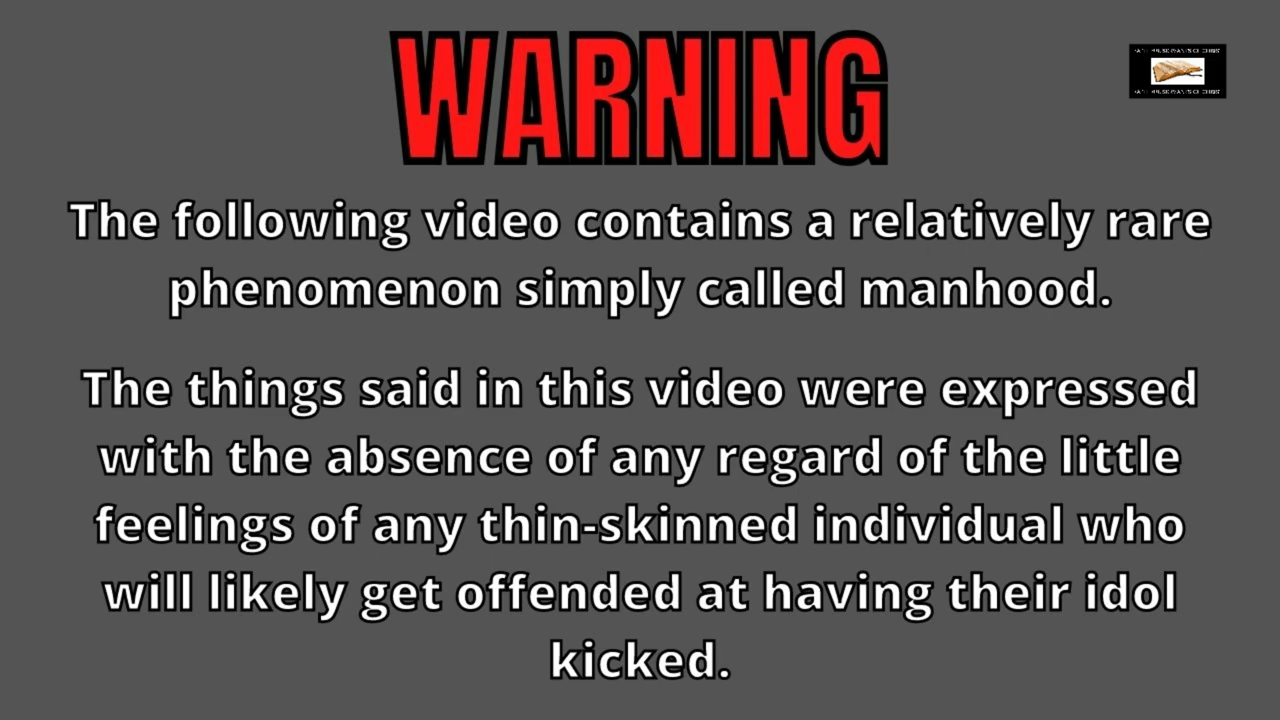 WARNING
The following video contains a relatively rare
phenomenon simply called manhood.
The things said in this video were expressed
with the absence of any regard of the little
feelings of any thin-skinned individual who
will likely get offended at having their idol
kicked.